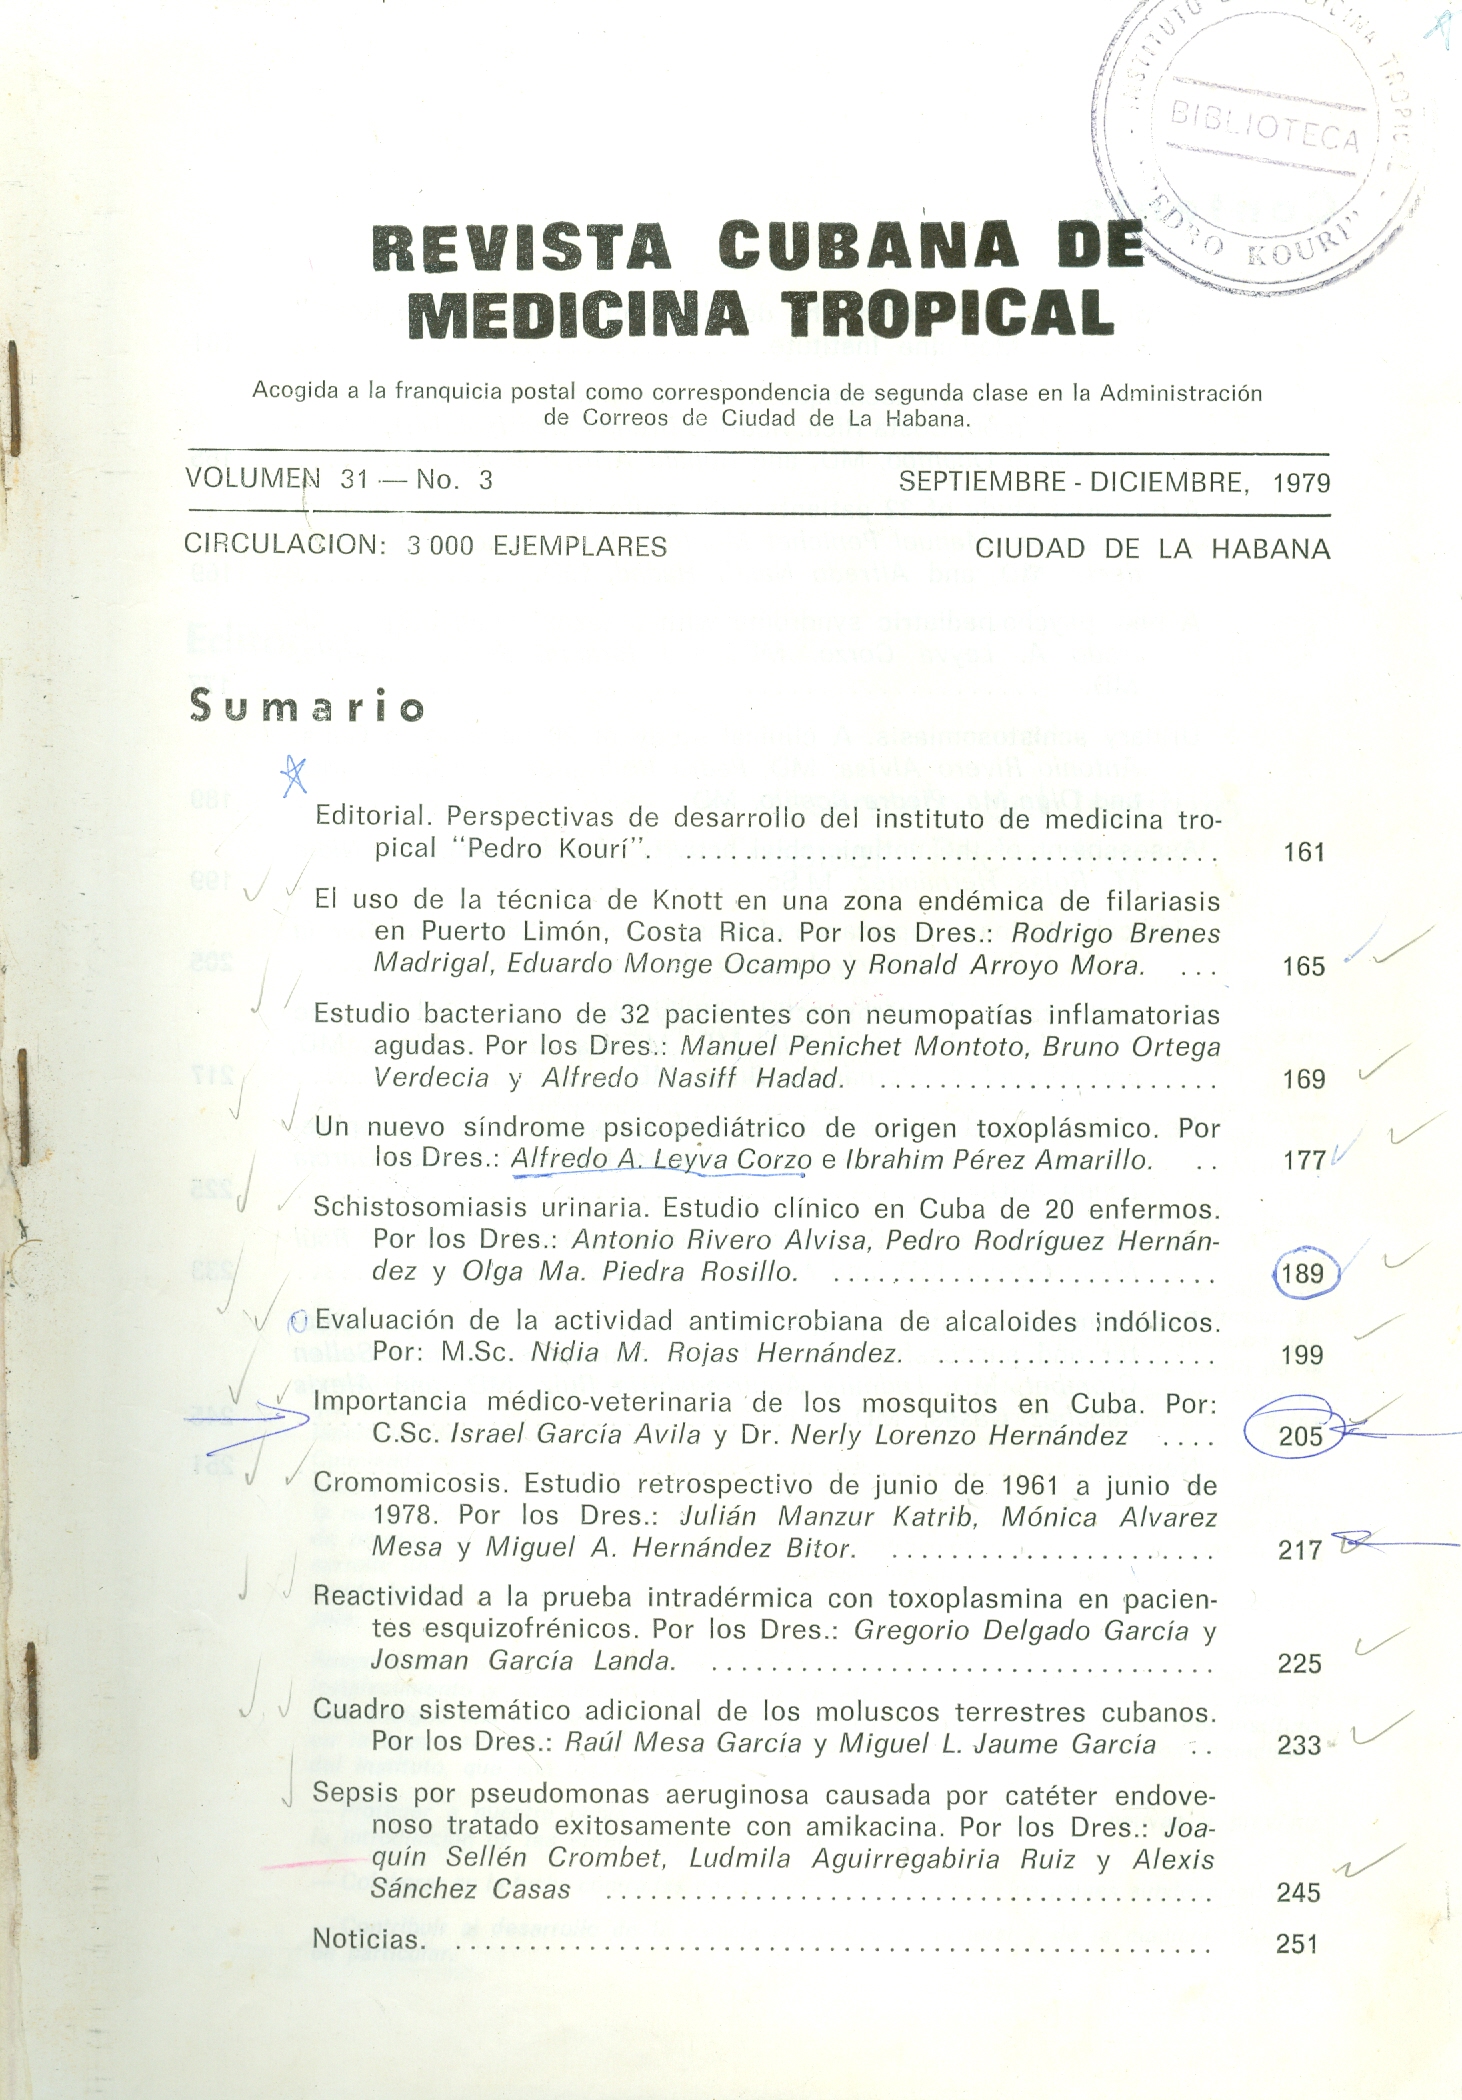 INSTITUTO DE MEDICINA TROPICAL
BIBLIOTECA
"PEDRO KOURI"
REVISTA CUBANA DE
MEDICINA TROPICAL
Acogida a la franquicia postal como correspondencia de segunda clase en la Administración
de Correos de Ciudad de La Habana.
VOLUMEN 31 — No. 3 SEPTIEMBRE - DICIEMBRE, 1979
CIRCULACION: 3 000 EJEMPLARES CIUDAD DE LA HABANA
Sumario
Editorial. Perspectivas de desarrollo del instituto de medicina tro-
pical "Pedro Kourí". .................................... 161
El uso de la técnica de Knott en una zona endémica de filariasis
en Puerto Limón, Costa Rica. Por los Dres.: Rodrigo Brenes
Madrigal, Eduardo Monge Ocampo y Ronald Arroyo Mora. ... 165
Estudio bacteriano de 32 pacientes con neumopatías inflamatorias
agudas. Por los Dres.: Manuel Penichet Montoto, Bruno Ortega
Verdecia y Alfredo Nasiff Hadad. ....................... 169
Un nuevo síndrome psicopediátrico de origen toxoplásmico. Por
los Dres.: Alfredo A. Leyva Corzo e Ibrahim Pérez Amarillo. .. 177
Schistosomiasis urinaria. Estudio clínico en Cuba de 20 enfermos.
Por los Dres.: Antonio Rivero Alvisa, Pedro Rodríguez Hernán-
dez y Olga Ma. Piedra Rosillo. .......................... 189
Evaluación de la actividad antimicrobiana de alcaloides indólicos.
Por: M.Sc. Nidia M. Rojas Hernández. ................... 199
Importancia médico-veterinaria de los mosquitos en Cuba. Por:
C.Sc. Israel García Avila y Dr. Nerly Lorenzo Hernández .... 205
Cromomicosis. Estudio retrospectivo de junio de 1961 a junio de
1978. Por los Dres.: Julián Manzur Katrib, Mónica Alvarez
Mesa y Miguel A. Hernández Bitor. ...................... 217
Reactividad a la prueba intradérmica con toxoplasmina en pacien-
tes esquizofrénicos. Por los Dres.: Gregorio Delgado García y
Josman García Landa. .................................. 225
Cuadro sistemático adicional de los moluscos terrestres cubanos.
Por los Dres.: Raúl Mesa García y Miguel L. Jaume García .. 233
Sepsis por pseudomonas aeruginosa causada por catéter endove-
noso tratado exitosamente con amikacina. Por los Dres.: Joa-
quín Sellén Crombet, Ludmila Aguirregabiria Ruiz y Alexis
Sánchez Casas ......................................... 245
Noticias. ................................................... 251